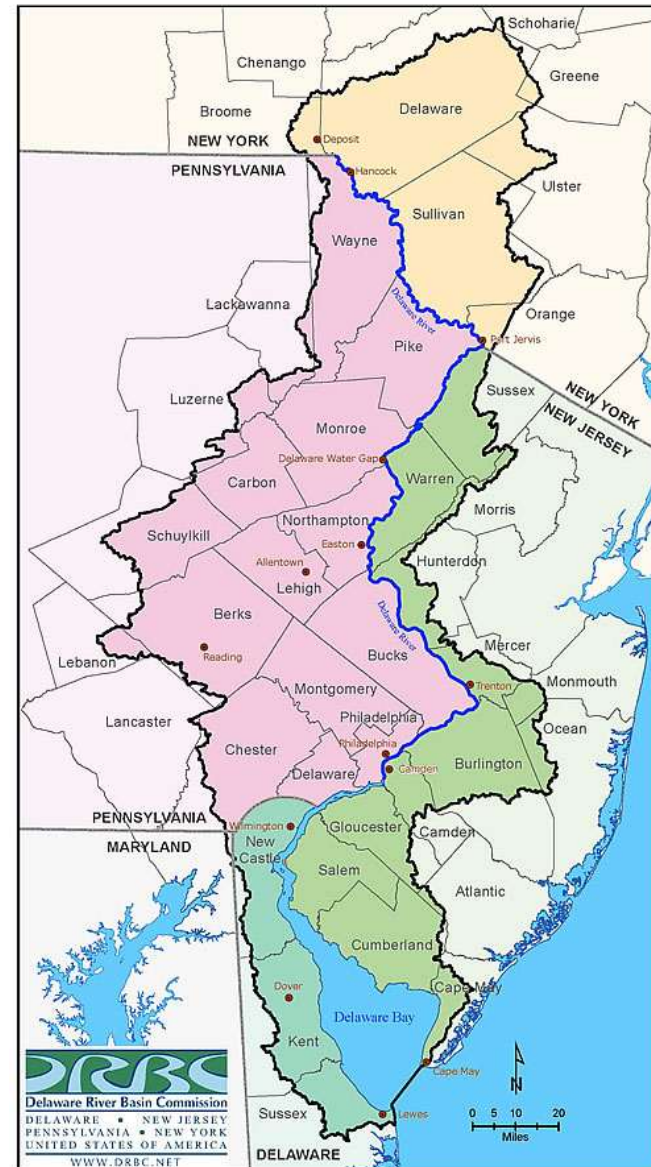 Schoharie
Chenango
Greene
Delaware
Broome
Deposit
NEW YORK
PENNSYLVANIA
Hancock
Ulster
Sullivan
Wayne
Lackawanna
Delaware River
Orange
Port Jervis
Pike
Sussex
NEW YORK
NEW JERSEY
Luzerne
Monroe
Delaware Water Gap
Warren
Carbon
Morris
Northampton
Schuylkill
Easton
Hunterdon
Allentown
Lehigh
Berks
Delaware River
Mercer
Reading
Bucks
Lebanon
Monmouth
Trenton
Montgomery
Lancaster
Philadelphia
Ocean
Chester
Philadelphia
Burlington
Delaware
Camden
PENNSYLVANIA
Wilmington
Gloucester
Camden
MARYLAND
New
Castle
Salem
Atlantic
Cumberland
Cape May
Dover
Delaware Bay
Kent
Cape May
N
DRBC
Delaware River Basin Commission
DELAWARE • NEW JERSEY
PENNSYLVANIA • NEW YORK
UNITED STATES OF AMERICA
WWW.DRBC.NET
Sussex
Lewes
0 5 10 20
Miles
DELAWARE